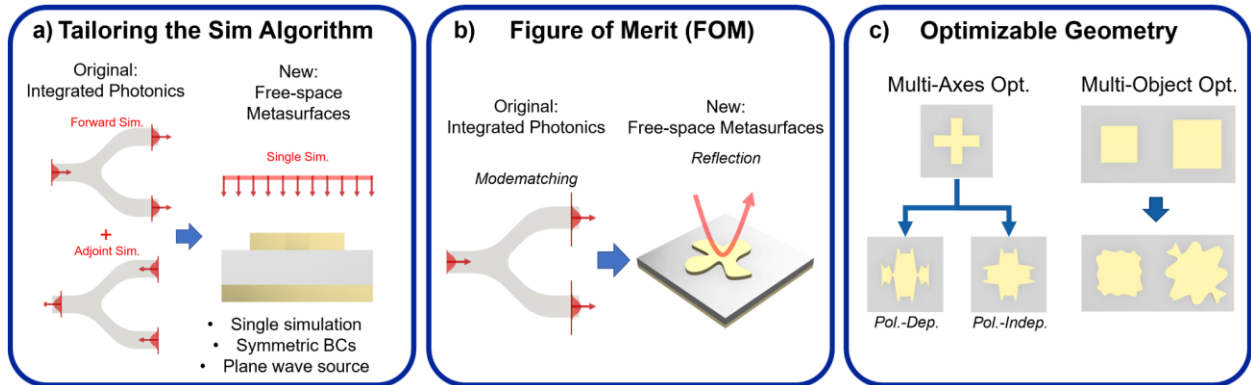 a) Tailoring the Sim Algorithm
Original:
Integrated Photonics
Forward Sim.
+
Adjoint Sim.
New:
Free-space
Metasurfaces
Single Sim.
• Single simulation
• Symmetric BCs
• Plane wave source
b) Figure of Merit (FOM)
Original:
Integrated Photonics
Modematching
New:
Free-space Metasurfaces
Reflection
c) Optimizable Geometry
Multi-Axes Opt.
Pol.-Dep.
Pol.-Indep.
Multi-Object Opt.